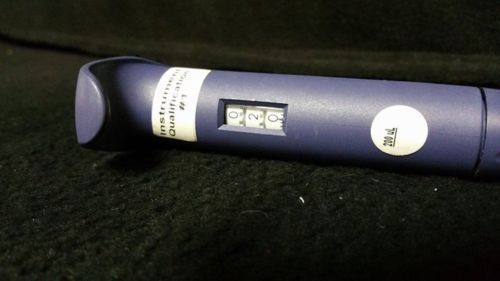 Instrument
Qualification
#1
0 2 0
200 uL